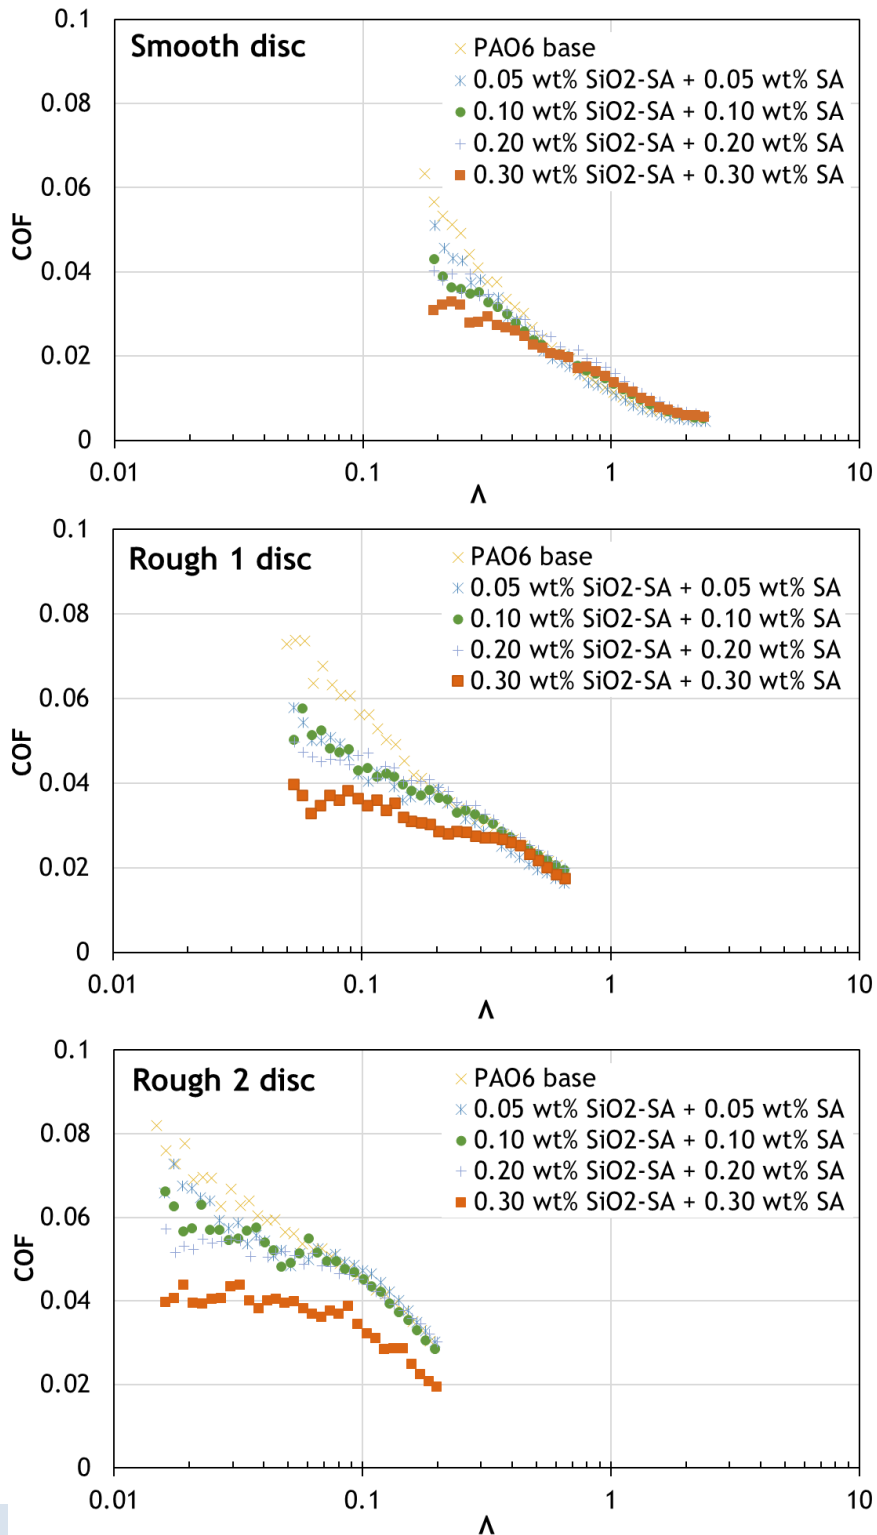 Smooth disc
PAO6 base
0.05 wt% SiO2-SA + 0.05 wt% SA
0.10 wt% SiO2-SA + 0.10 wt% SA
0.20 wt% SiO2-SA + 0.20 wt% SA
0.30 wt% SiO2-SA + 0.30 wt% SA
0.1
0.08
0.06
0.04
0.02
0
COF
0.01
0.1
1
10
Λ
Rough 1 disc
PAO6 base
0.05 wt% SiO2-SA + 0.05 wt% SA
0.10 wt% SiO2-SA + 0.10 wt% SA
0.20 wt% SiO2-SA + 0.20 wt% SA
0.30 wt% SiO2-SA + 0.30 wt% SA
0.1
0.08
0.06
0.04
0.02
0
COF
0.01
0.1
1
10
Λ
Rough 2 disc
PAO6 base
0.05 wt% SiO2-SA + 0.05 wt% SA
0.10 wt% SiO2-SA + 0.10 wt% SA
0.20 wt% SiO2-SA + 0.20 wt% SA
0.30 wt% SiO2-SA + 0.30 wt% SA
0.1
0.08
0.06
0.04
0.02
0
COF
0.01
0.1
1
10
Λ